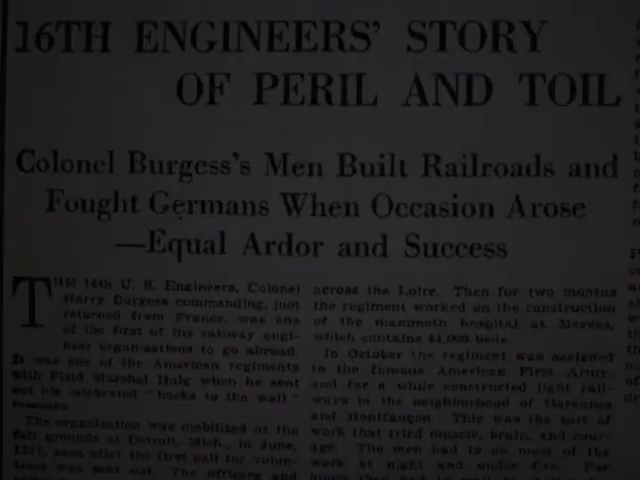 16TH ENGINEERS' STORY
OF PERIL AND TOIL
Colonel Burgess's Men Built Railroads and
Fought Germans When Occasion Arose
—Equal Ardor and Success
THE 16th U. S. Engineers, Colonel
Harry Burgess commanding, just
returned from France, was one
of the first of the railway engi-
neer organizations to go abroad.
It was one of the American regiments
with Field Marshal Haig when he sent
out his celebrated "backs to the wall"
message.
The organization was mobilized at the
fair grounds at Detroit, Mich., in June,
1917, soon after the first call for volun-
teers was sent out. The officers and
across the Loire. Then for two months
the regiment worked on the construction
of the mammoth hospital at Mesves,
which contains beds.
In October the regiment was assigned
to the famous American First Army,
and for a while constructed light rail-
ways in the neighborhood of Varennes
and Montfaucon. This was the sort of
work that tried muscle, brain, and cour-
age. The men had to do most of the
work at night and under fire. For
they had to